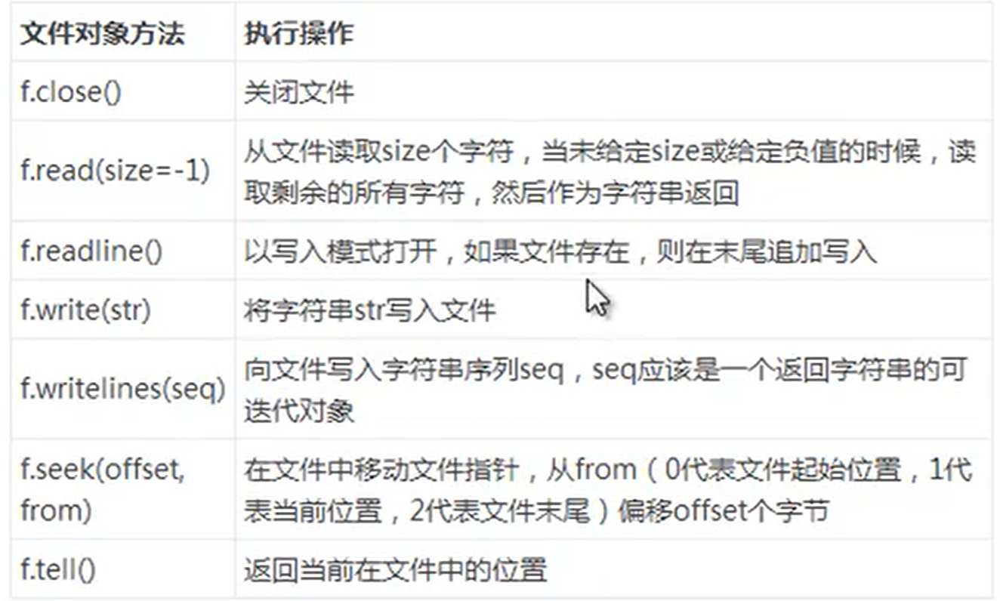 文件对象方法 执行操作
f.close() 关闭文件
f.read(size=-1) 从文件读取size个字符，当未给定size或给定负值的时候，读
取剩余的所有字符，然后作为字符串返回
f.readline() 以写入模式打开，如果文件存在，则在末尾追加写入
f.write(str) 将字符串str写入文件
f.writelines(seq) 向文件写入字符串序列seq，seq应该是一个返回字符串的可
迭代对象
f.seek(offset, 在文件中移动文件指针，从from（0代表文件起始位置，1代
from) 表当前位置，2代表文件末尾）偏移offset个字节
f.tell() 返回当前在文件中的位置